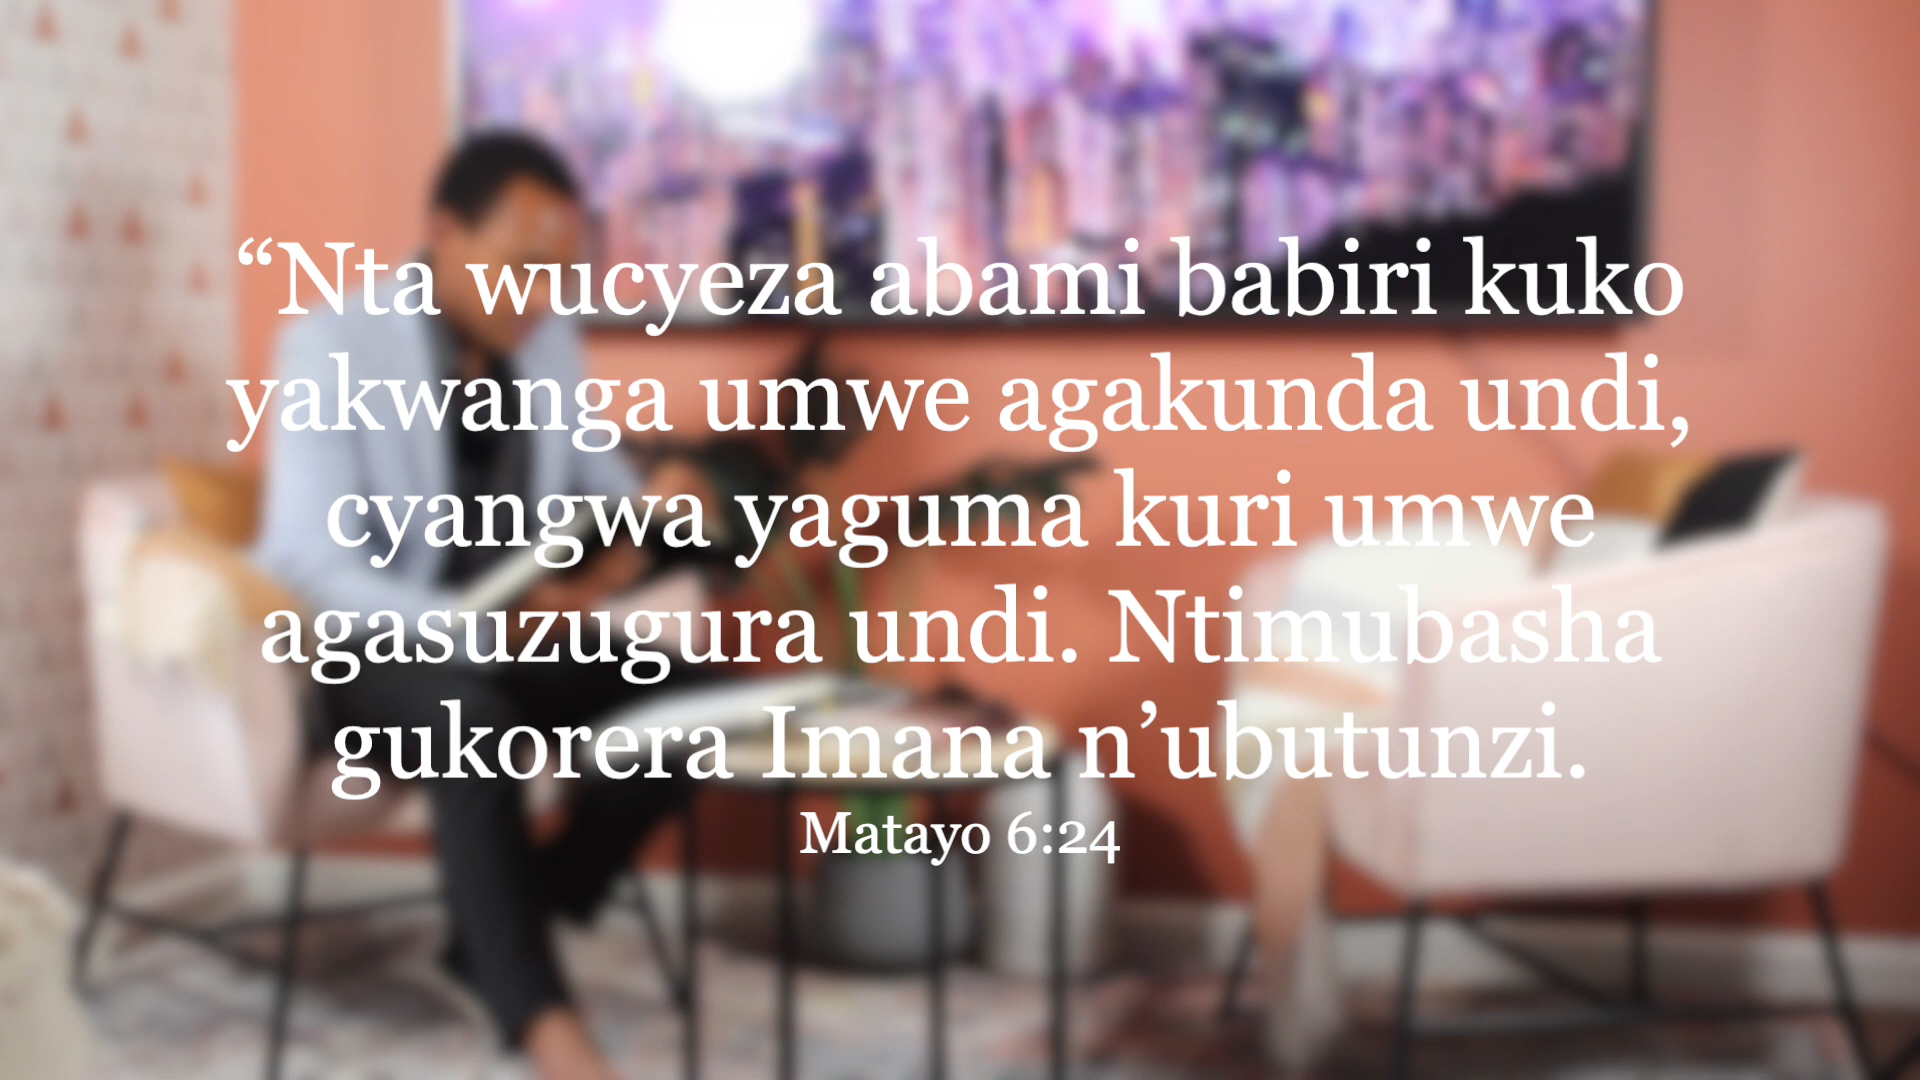 “Nta wucyeza abami babiri kuko
yakwanga umwe agakunda undi,
cyangwa yaguma kuri umwe
agasuzugura undi. Ntimubasha
gukorera Imana n’ubutunzi.
Matayo 6:24